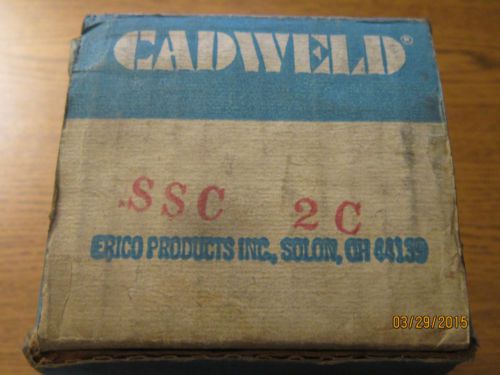 CADWELD®
SSC 2C
ERICO PRODUCTS INC., SOLON, OH 44139
03/29/2015